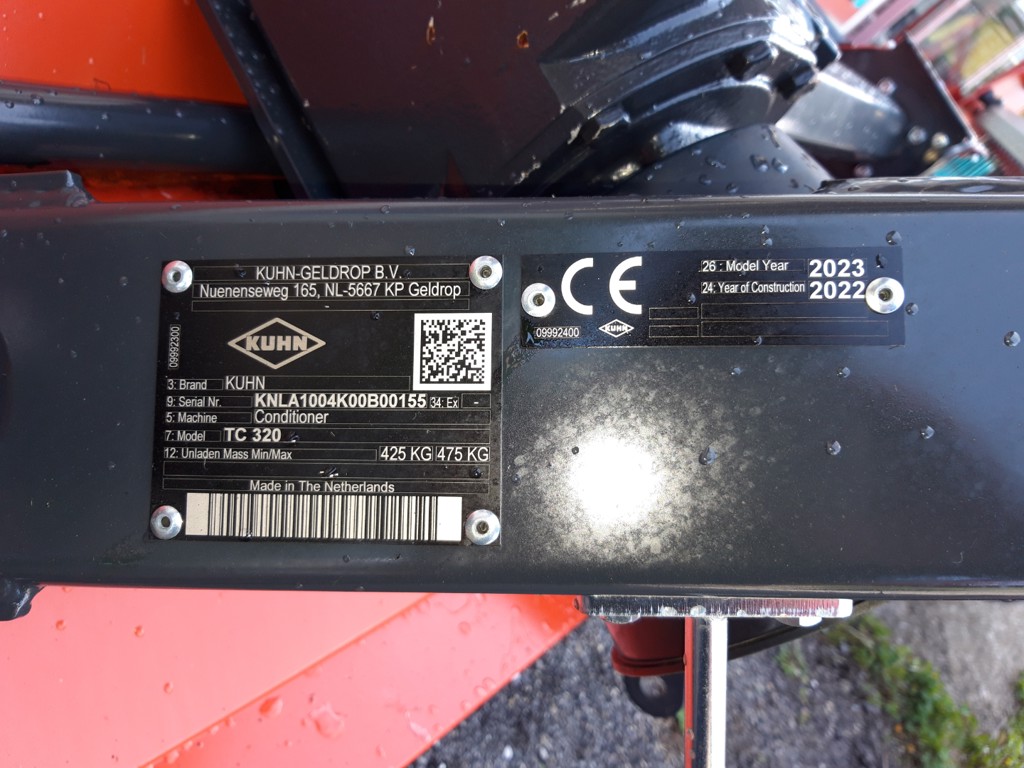 KUHN-GELDROP B.V.
Nuenenseweg 165, NL-5667 KP Geldrop
09992300
KUHN
3: Brand KUHN
9: Serial Nr. KNLA1004K00B00155 34: Ex -
5: Machine Conditioner
7: Model TC 320
12: Unladen Mass Min/Max 425 KG 475 KG
Made in The Netherlands
CE
26: Model Year 2023
24: Year of Construction 2022
09992400 KUHN